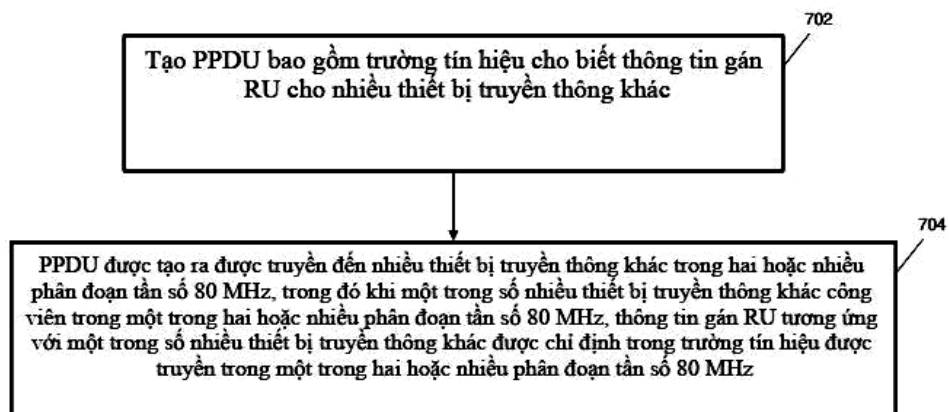 702
Tạo PPDU bao gồm trường tín hiệu cho biết thông tin gán
RU cho nhiều thiết bị truyền thông khác
704
PPDU được tạo ra được truyền đến nhiều thiết bị truyền thông khác trong hai hoặc nhiều
phân đoạn tần số 80 MHz, trong đó khi một trong số nhiều thiết bị truyền thông khác công
viên trong một trong hai hoặc nhiều phân đoạn tần số 80 MHz, thông tin gán RU tương ứng
với một trong số nhiều thiết bị truyền thông khác được chỉ định trong trường tín hiệu được
truyền trong một trong hai hoặc nhiều phân đoạn tần số 80 MHz